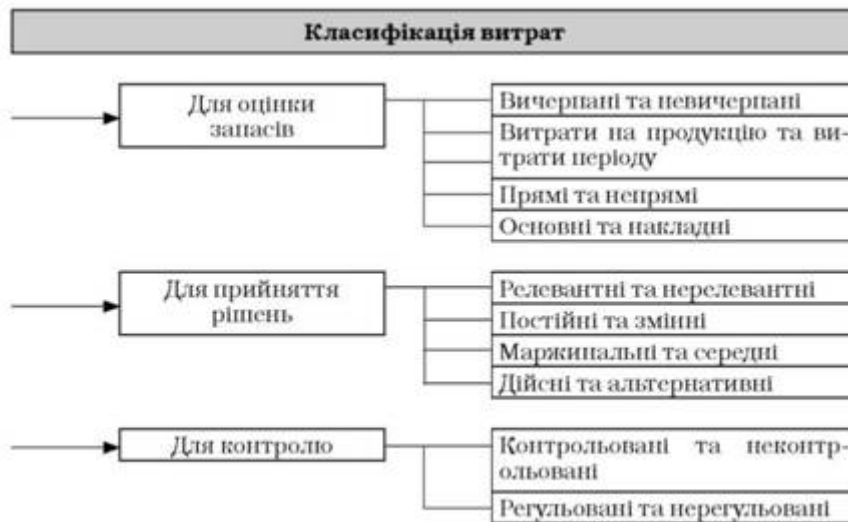 Класифікація витрат
Для оцінки
запасів
Вичерпані та невичерпані
Витрати на продукцію та ви-
трати періоду
Прямі та непрямі
Основні та накладні
Для прийняття
рішень
Релевантні та нерелевантні
Постійні та змінні
Маржинальні та середні
Дійсні та альтернативні
Для контролю
Контрольовані та неконтр-
ольовані
Регульовані та нерегульовані